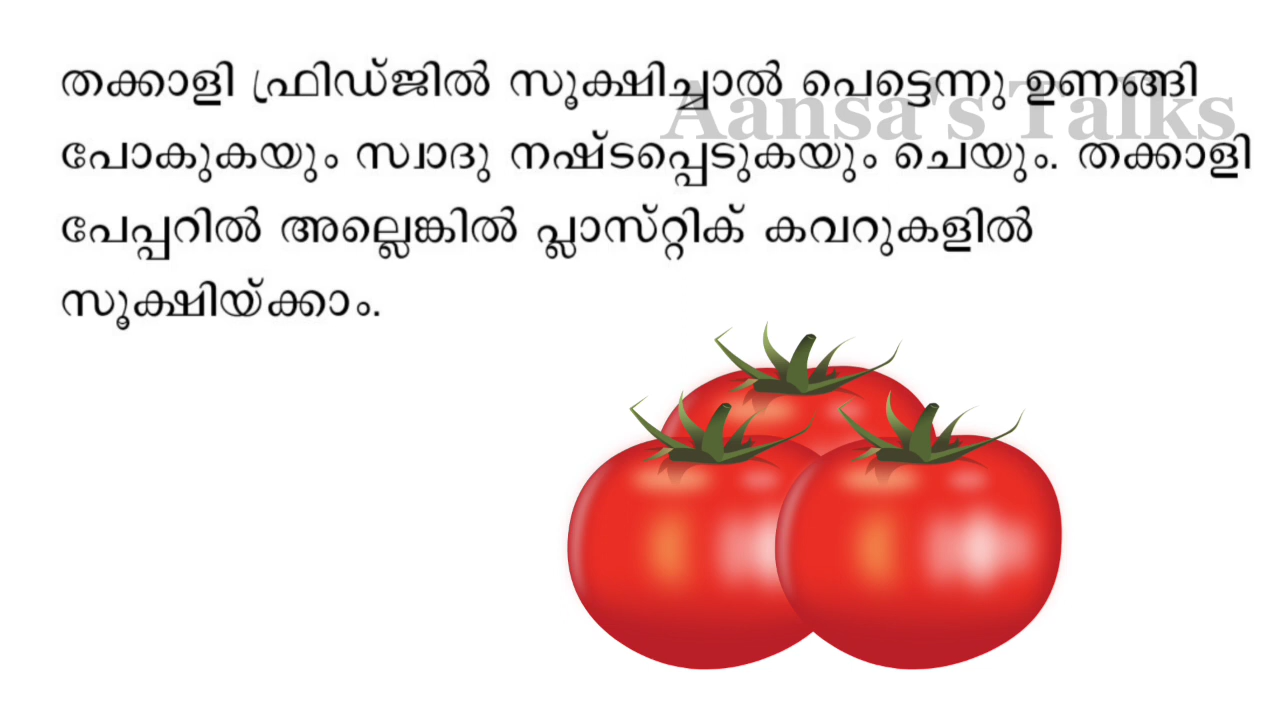 തക്കാളി ഫ്രിഡ്ജിൽ സൂക്ഷിച്ചാൽ പെട്ടെന്നു ഉണങ്ങി
പോകുകയും സ്വാദു നഷ്ടപ്പെടുകയും ചെയും. തക്കാളി
പേപ്പറിൽ അല്ലെങ്കിൽ പ്ലാസ്റ്റിക് കവറുകളിൽ
സൂക്ഷിയ്ക്കാം.
Aansa's Talks